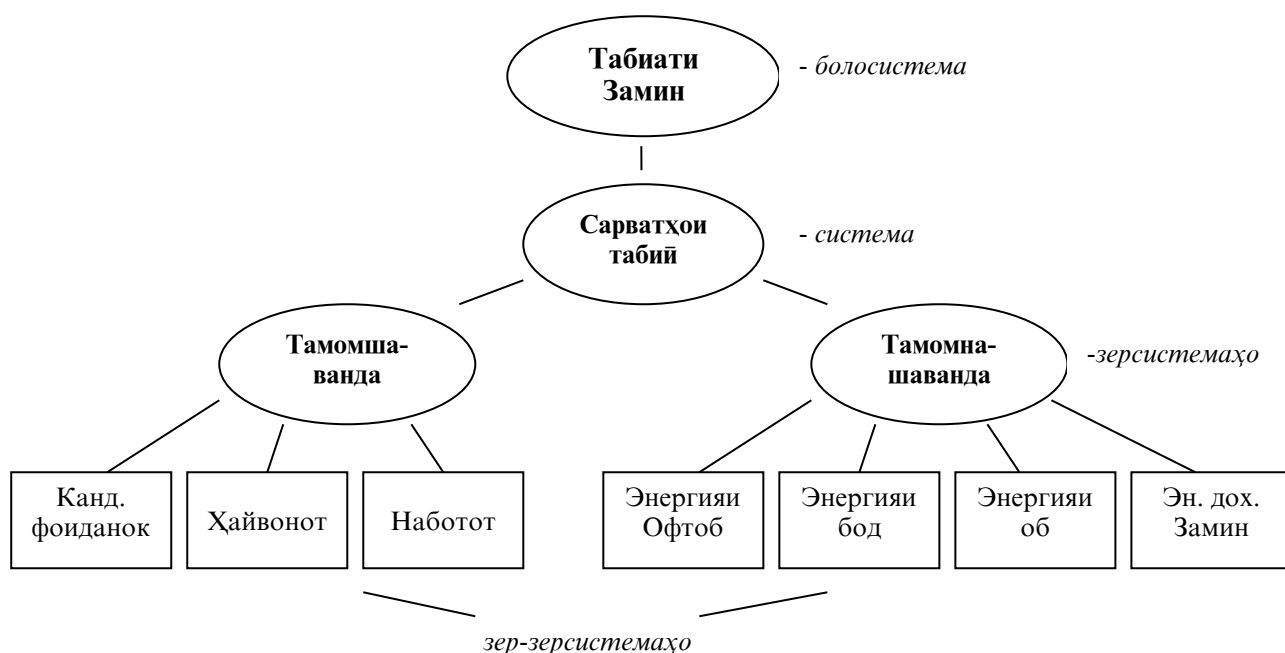 Табиати
Замин
- болосистема
Сарватҳои
табиӣ
- система
Тамомша-
ванда
Тамомна-
шаванда
-зерсистемаҳо
Канд.
фоиданок
Ҳайвонот
Наботот
Энергияи
Офтоб
Энергияи
бод
Энергияи
об
Эн. дох.
Замин
зер-зерсистемаҳо